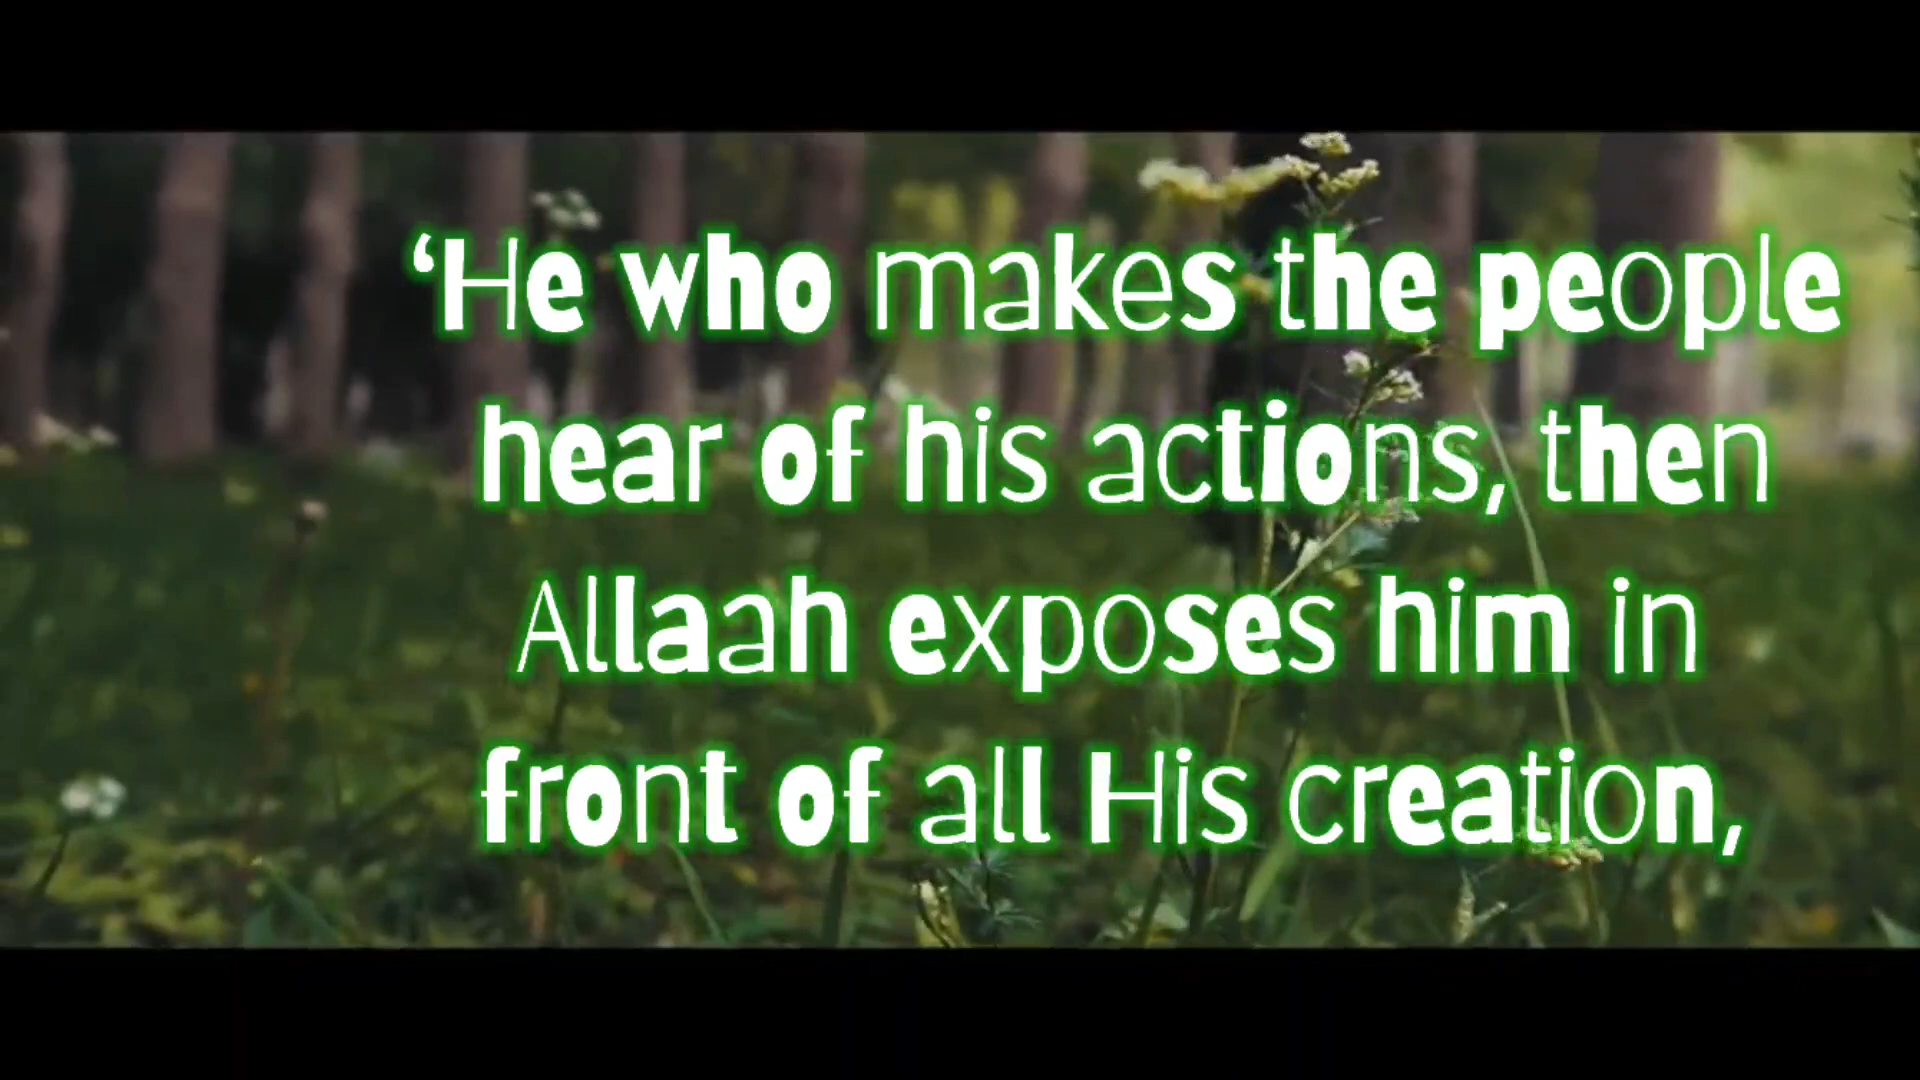 ‘He who makes the people
hear of his actions, then
Allaah exposes him in
front of all His creation,